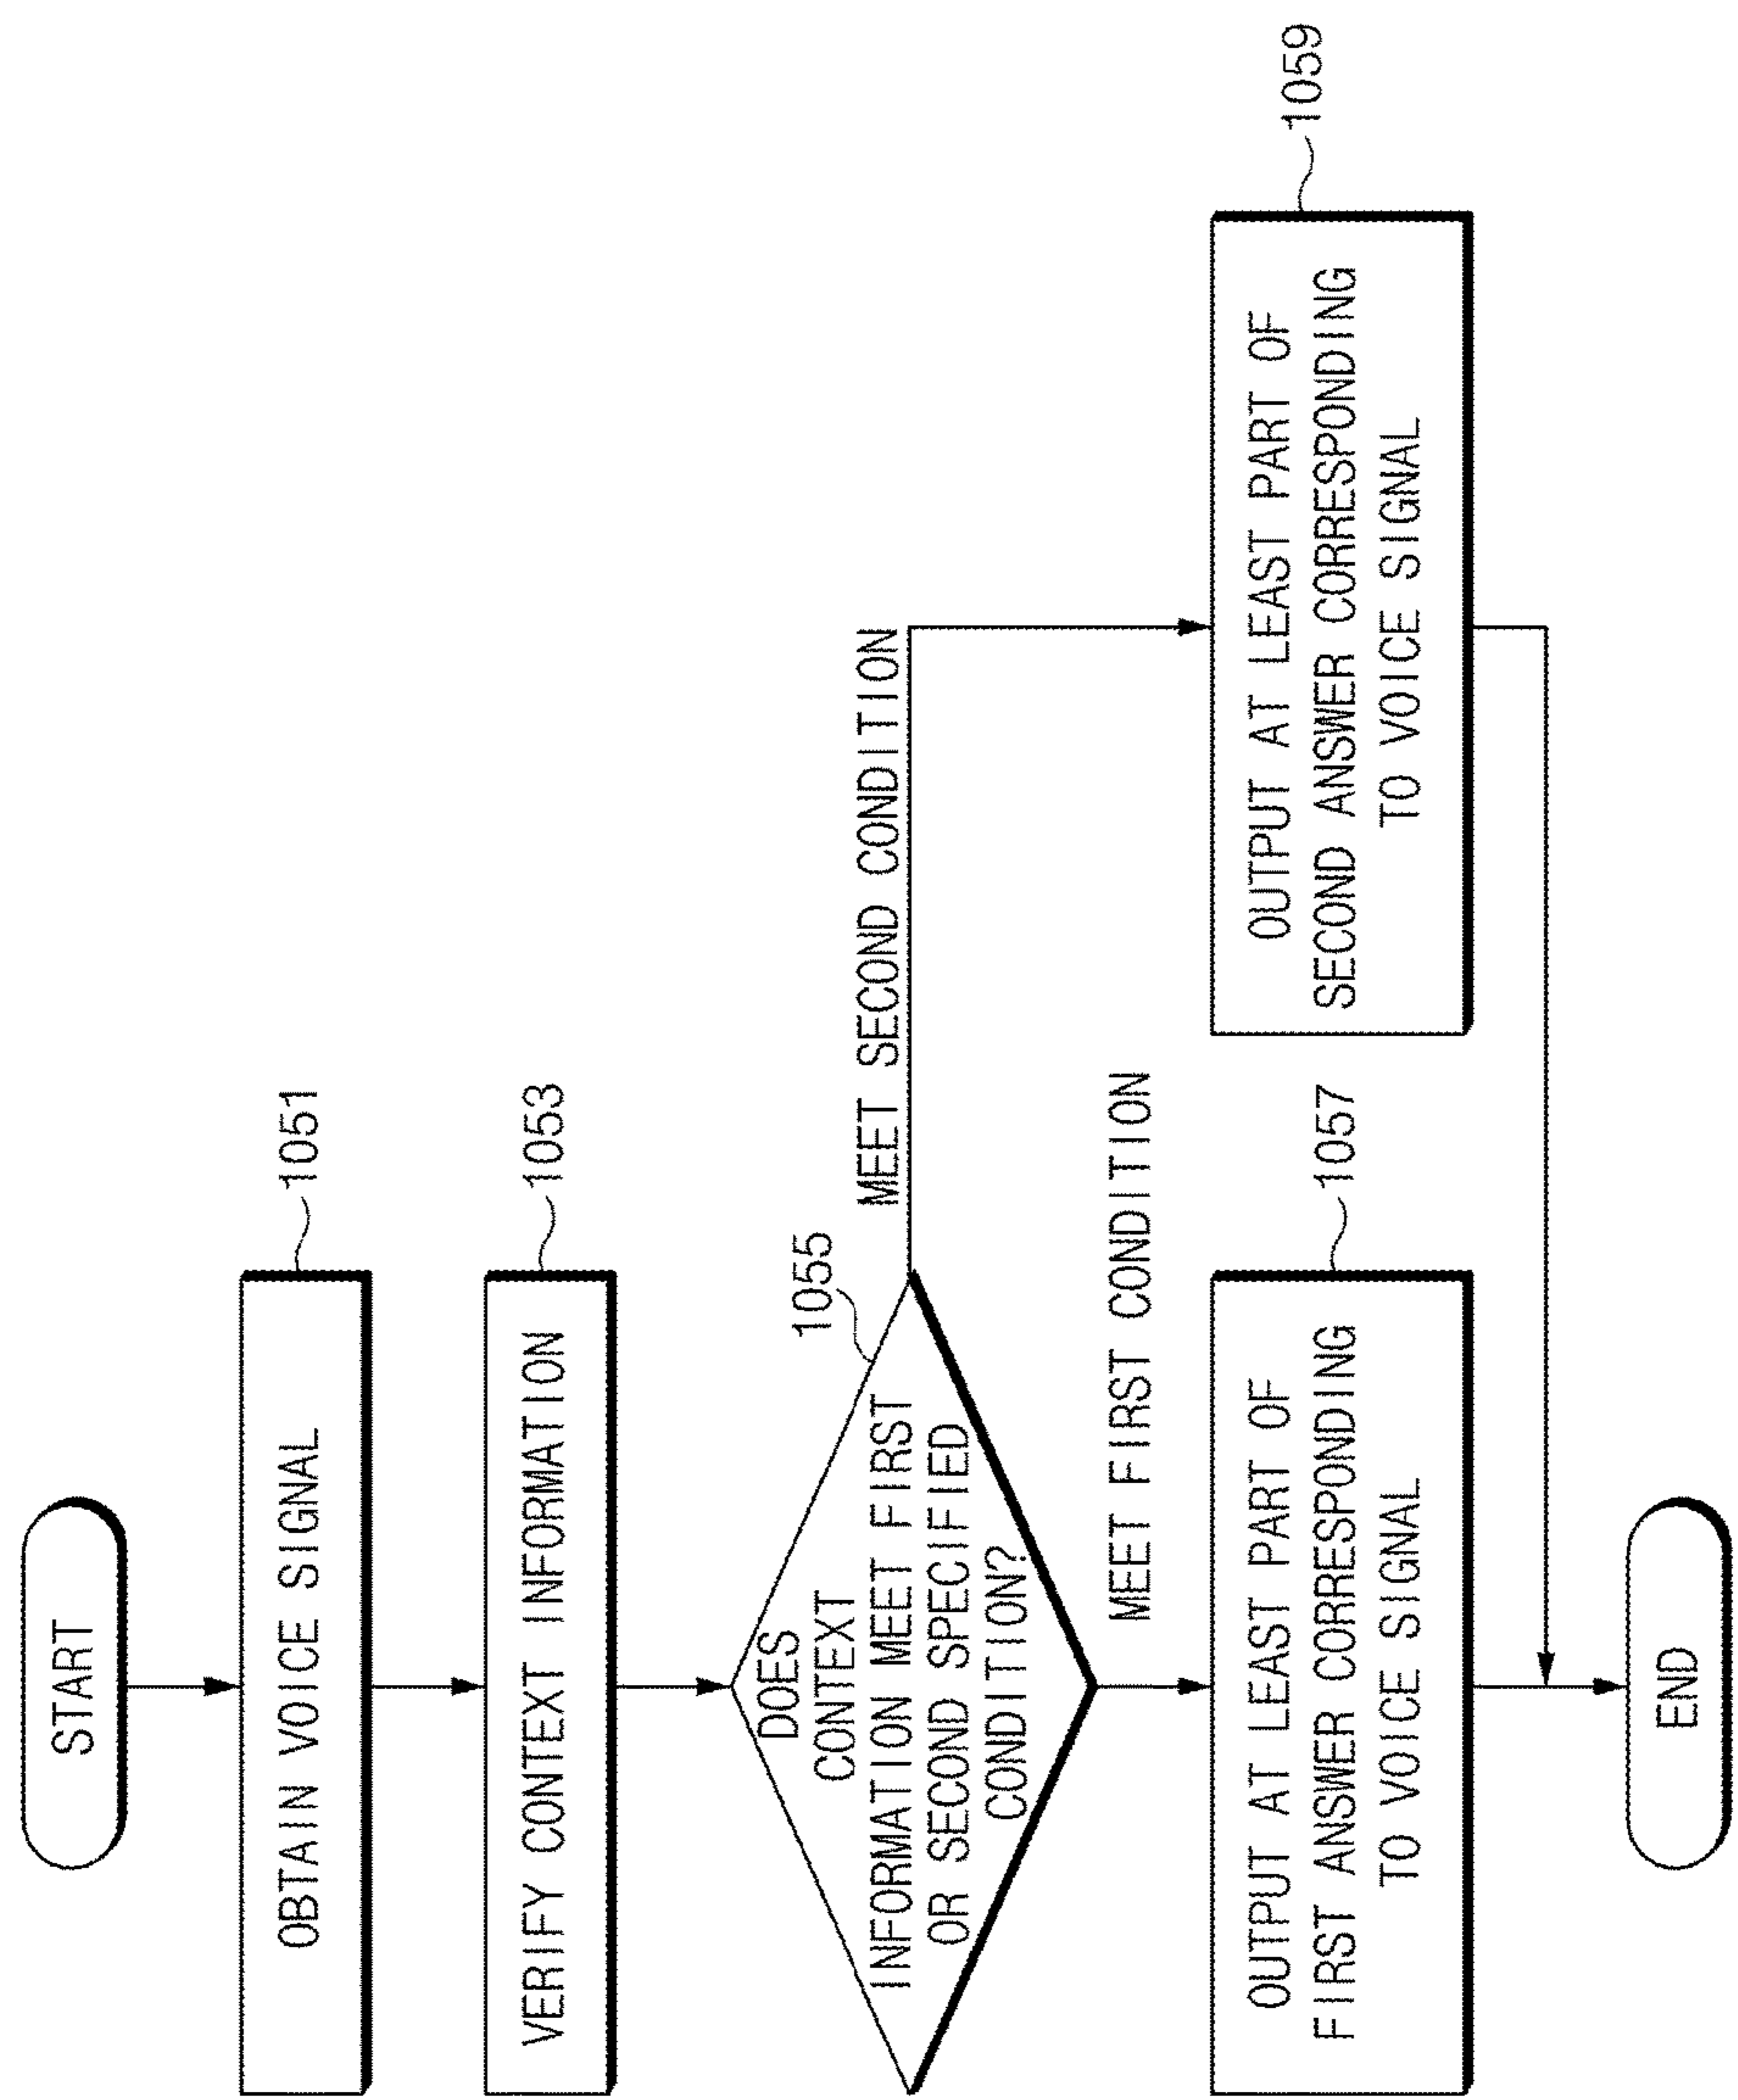 START
OBTAIN VOICE SIGNAL
1051
VERIFY CONTEXT INFORMATION
1053
DOES
CONTEXT
INFORMATION MEET FIRST
OR SECOND SPECIFIED
CONDITION?
1055
MEET SECOND CONDITION
MEET FIRST CONDITION
OUTPUT AT LEAST PART OF
FIRST ANSWER CORRESPONDING
TO VOICE SIGNAL
1057
OUTPUT AT LEAST PART OF
SECOND ANSWER CORRESPONDING
TO VOICE SIGNAL
1059
END